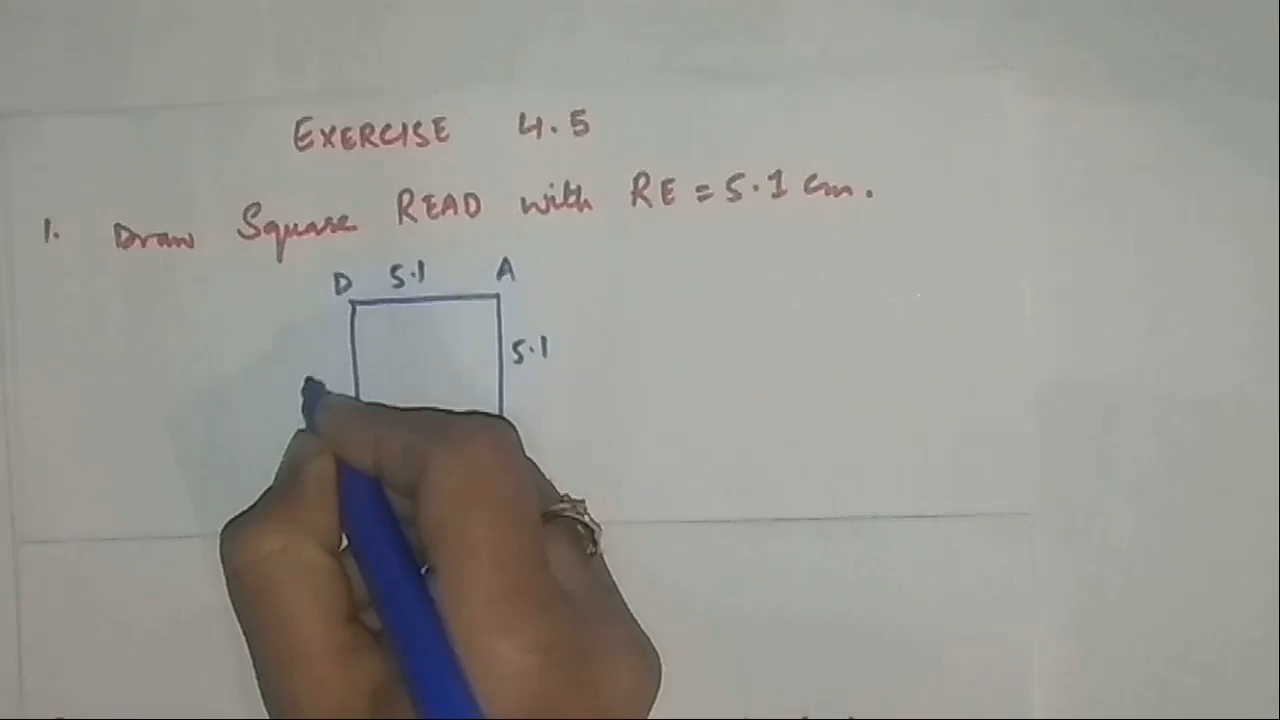 EXERCISE 4.5
1. Draw Square READ with RE = 5.1 cm.
D 5.1 A
5.1